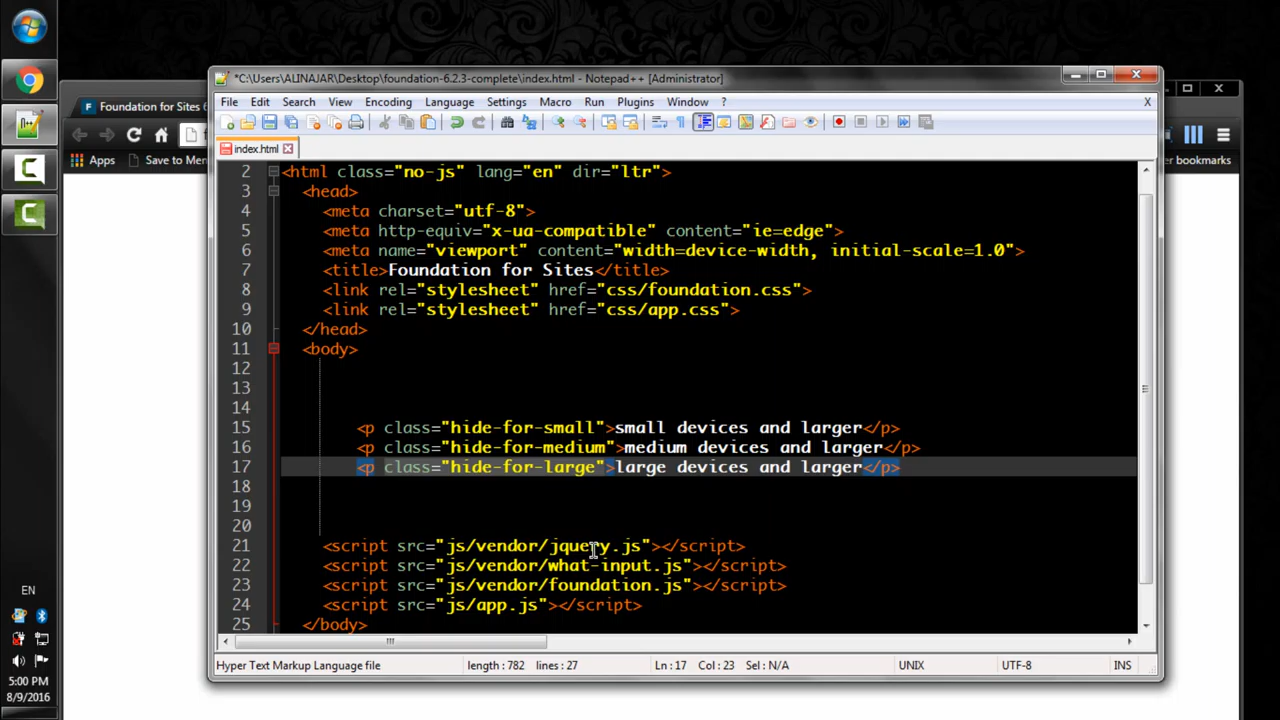 *C:\Users\ALINAJAR\Desktop\foundation-6.2.3-complete\index.html - Notepad++ [Administrator]
File Edit Search View Encoding Language Settings Macro Run Plugins Window ? X
Foundation for Sites 6
index.html
Apps Save to Men
er bookmarks
2 <html class="no-js" lang="en" dir="ltr">
3 <head>
4 <meta charset="utf-8">
5 <meta http-equiv="x-ua-compatible" content="ie=edge">
6 <meta name="viewport" content="width=device-width, initial-scale=1.0">
7 <title>Foundation for Sites</title>
8 <link rel="stylesheet" href="css/foundation.css">
9 <link rel="stylesheet" href="css/app.css">
10 </head>
11 <body>
12
13
14
15 <p class="hide-for-small">small devices and larger</p>
16 <p class="hide-for-medium">medium devices and larger</p>
17 <p class="hide-for-large">large devices and larger</p>
18
19
20
21 <script src="js/vendor/jquery.js"></script>
22 <script src="js/vendor/what-input.js"></script>
23 <script src="js/vendor/foundation.js"></script>
24 <script src="js/app.js"></script>
25 </body>
Hyper Text Markup Language file length : 782 lines : 27 Ln : 17 Col : 23 Sel : N/A UNIX UTF-8 INS
EN
5:00 PM
8/9/2016